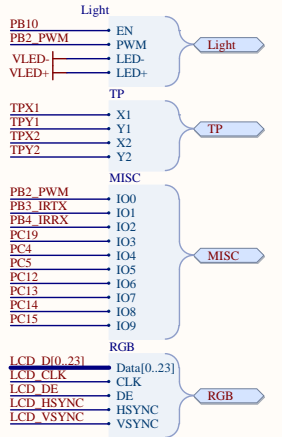 Light
PB10 EN
PB2_PWM PWM Light
VLED- LED-
VLED+ LED+
TP
TPX1 X1
TPY1 Y1 TP
TPX2 X2
TPY2 Y2
MISC
PB2_PWM IO0
PB3_IRTX IO1
PB4_IRRX IO2
PC19 IO3
PC4 IO4 MISC
PC5 IO5
PC12 IO6
PC13 IO7
PC14 IO8
PC15 IO9
RGB
LCD_D[0..23] Data[0..23]
LCD_CLK CLK
LCD_DE DE RGB
LCD_HSYNC HSYNC
LCD_VSYNC VSYNC